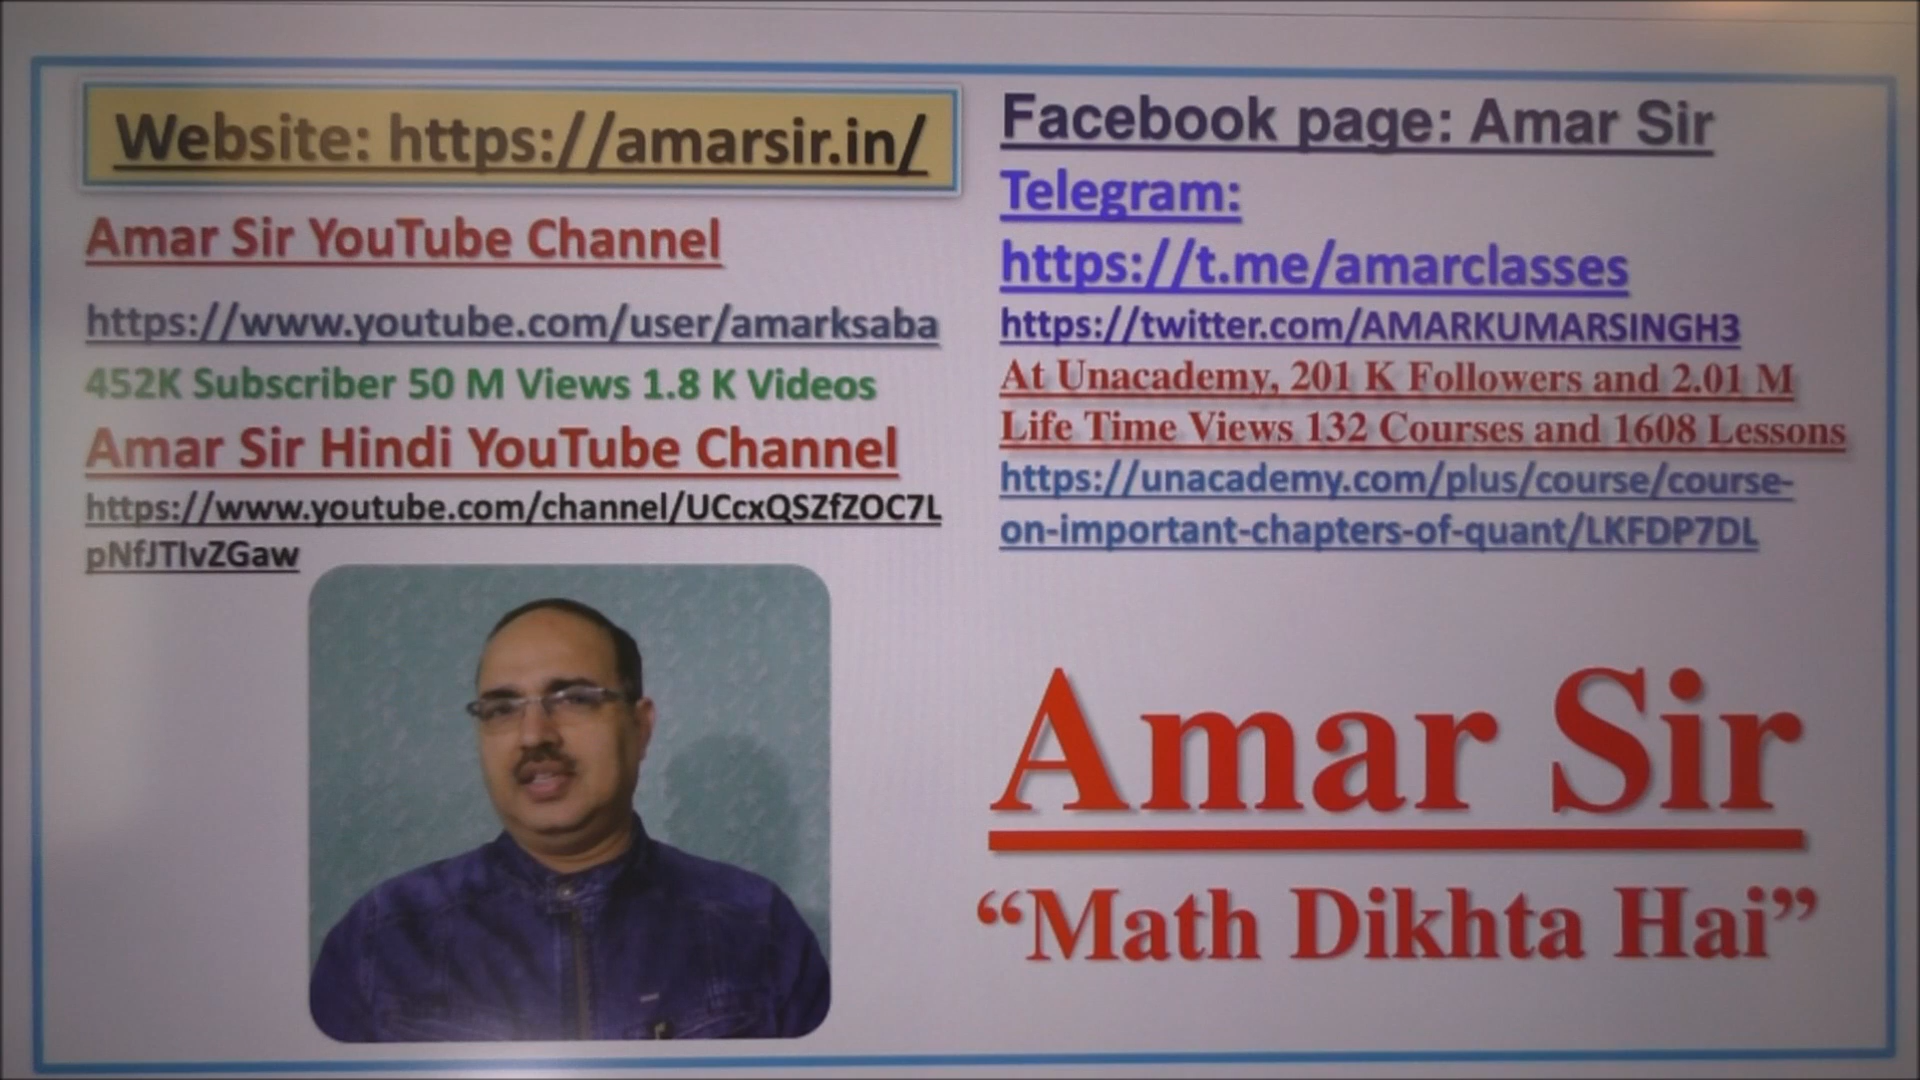 Website: https://amarsir.in/
Amar Sir YouTube Channel
https://www.youtube.com/user/amarksaba
452K Subscriber 50 M Views 1.8 K Videos
Amar Sir Hindi YouTube Channel
https://www.youtube.com/channel/UCcxQSZfZOC7L
pNfJTIvZGaw
Facebook page: Amar Sir
Telegram:
https://t.me/amarclasses
https://twitter.com/AMARKUMARSINGH3
At Unacademy, 201 K Followers and 2.01 M
Life Time Views 132 Courses and 1608 Lessons
https://unacademy.com/plus/course/course-
on-important-chapters-of-quant/LKFDP7DL
Amar Sir
“Math Dikhta Hai”